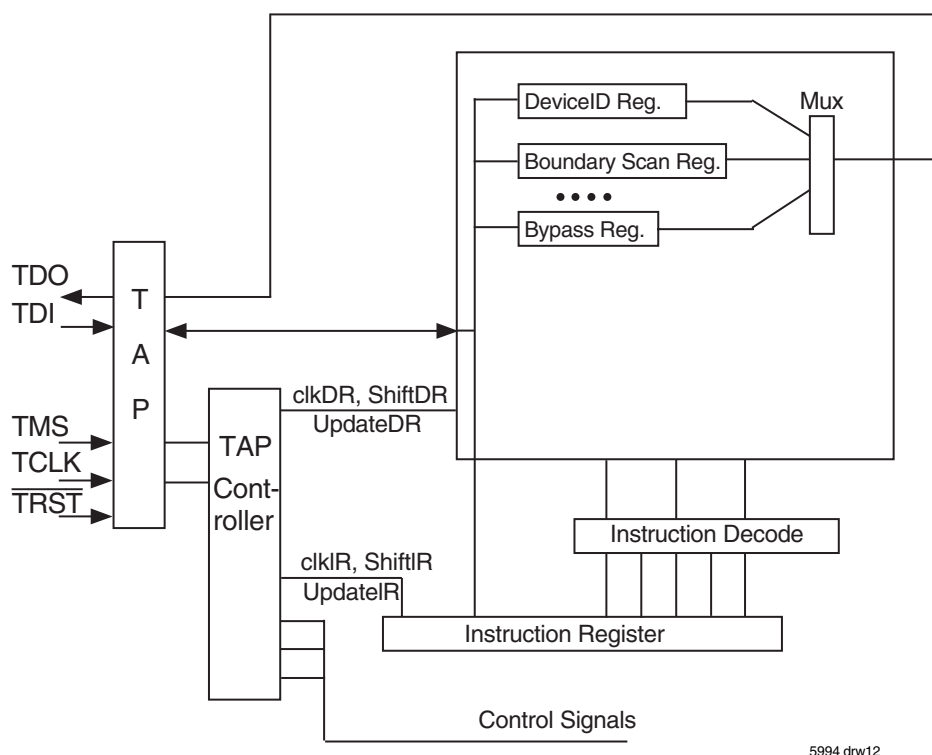 DeviceID Reg.
Mux
Boundary Scan Reg.
Bypass Reg.
TDO
TDI
T
A
P
TMS
TCLK
TRST
TAP
Cont-
roller
clkDR, ShiftDR
UpdateDR
Instruction Decode
clkIR, ShiftIR
UpdateIR
Instruction Register
Control Signals
5994 drw12